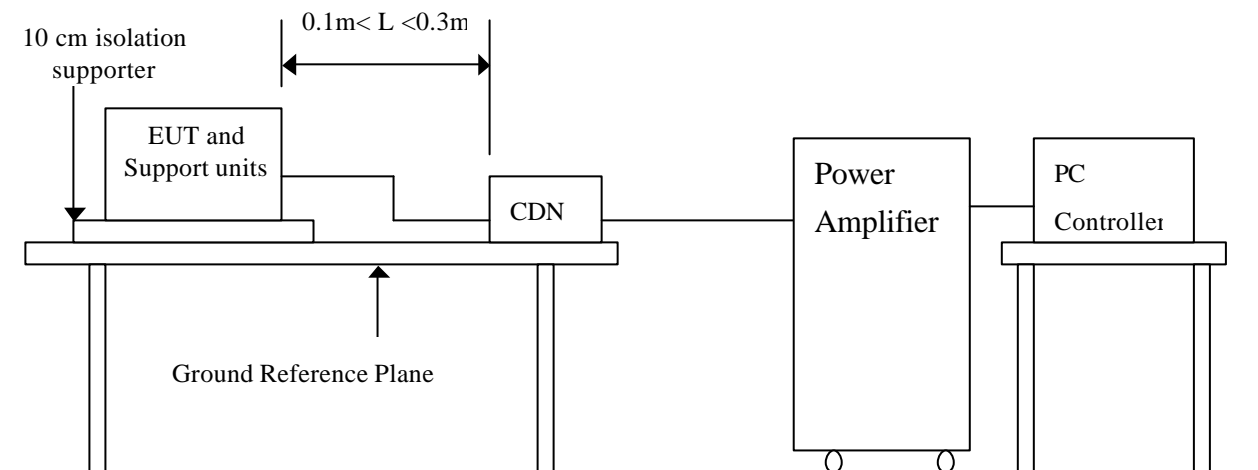 0.1m< L <0.3m
10 cm isolation
supporter
EUT and
Support units
CDN
Power
Amplifier
PC
Controller
Ground Reference Plane